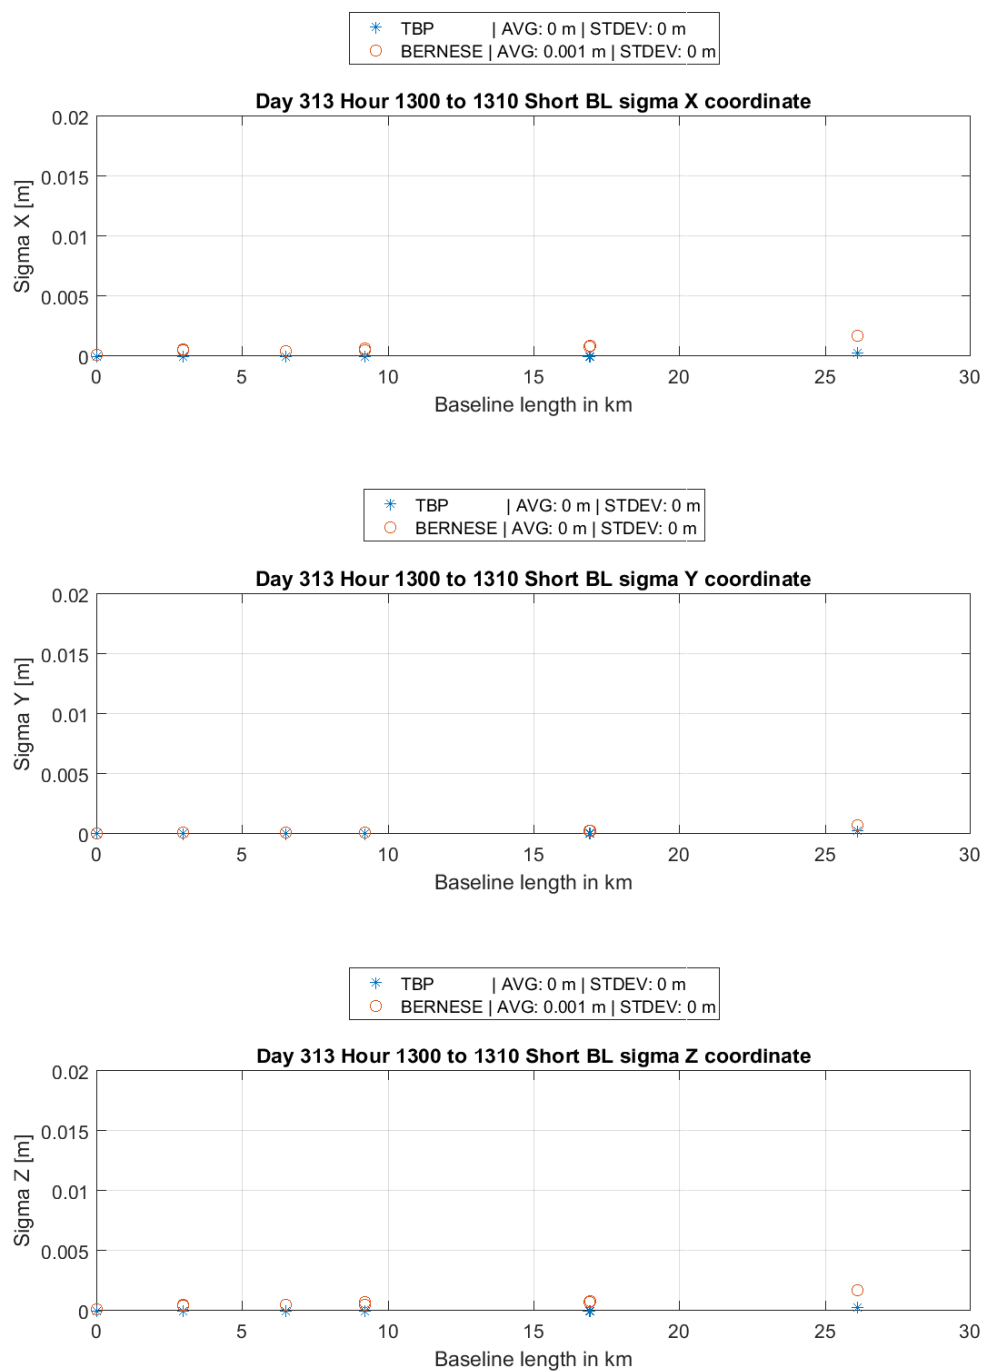 TBP | AVG: 0 m | STDEV: 0 m
BERNESE | AVG: 0.001 m | STDEV: 0 m
Day 313 Hour 1300 to 1310 Short BL sigma X coordinate
0.02
0.015
0.01
0.005
0
Sigma X [m]
0 5 10 15 20 25 30
Baseline length in km
TBP | AVG: 0 m | STDEV: 0 m
BERNESE | AVG: 0 m | STDEV: 0 m
Day 313 Hour 1300 to 1310 Short BL sigma Y coordinate
0.02
0.015
0.01
0.005
0
Sigma Y [m]
0 5 10 15 20 25 30
Baseline length in km
TBP | AVG: 0 m | STDEV: 0 m
BERNESE | AVG: 0.001 m | STDEV: 0 m
Day 313 Hour 1300 to 1310 Short BL sigma Z coordinate
0.02
0.015
0.01
0.005
0
Sigma Z [m]
0 5 10 15 20 25 30
Baseline length in km